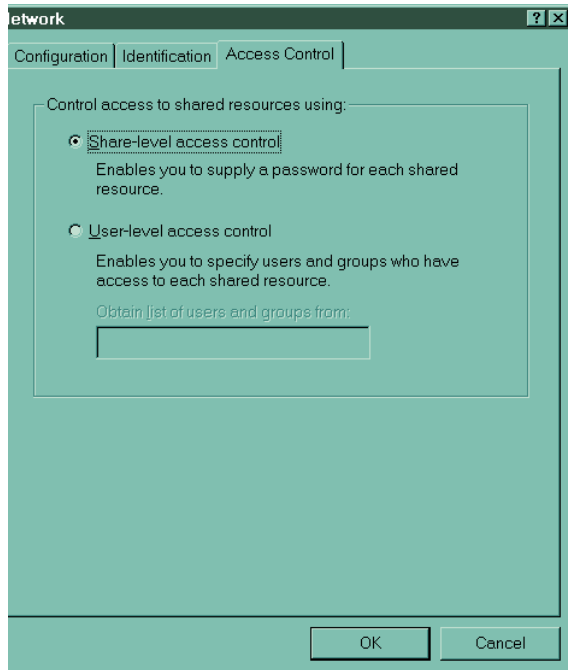 etwork
Configuration Identification Access Control
Control access to shared resources using:
Share-level access control
Enables you to supply a password for each shared
resource.
User-level access control
Enables you to specify users and groups who have
access to each shared resource.
Obtain list of users and groups from:
OK Cancel